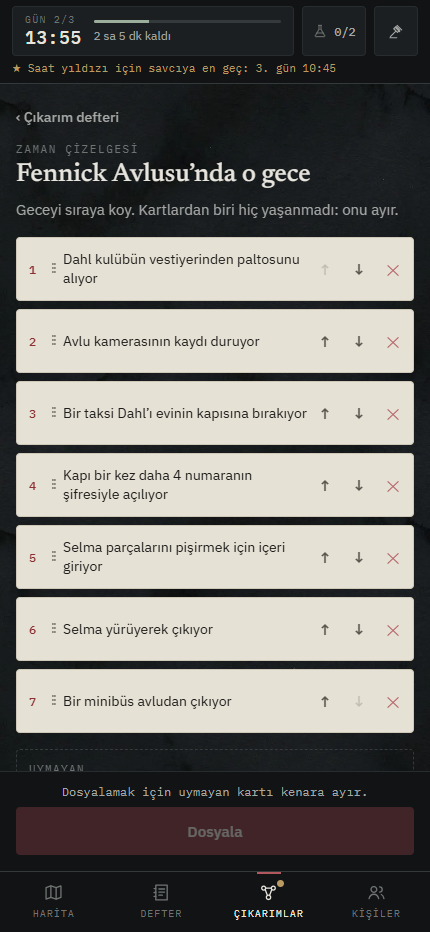 GÜN 2/3
13:55
2 sa 5 dk kaldı
0/2
★ Saat yıldızı için savcıya en geç: 3. gün 10:45
‹ Çıkarım defteri
ZAMAN ÇİZELGESİ
Fennick Avlusu’nda o gece
Geceyi sıraya koy. Kartlardan biri hiç yaşanmadı: onu ayır.
1 Dahl kulübün vestiyerinden paltosunu
alıyor
2 Avlu kamerasının kaydı duruyor
3 Bir taksi Dahl’ı evinin kapısına bırakıyor
4 Kapı bir kez daha 4 numaranın
şifresiyle açılıyor
5 Selma parçalarını pişirmek için içeri
giriyor
6 Selma yürüyerek çıkıyor
7 Bir minibüs avludan çıkıyor
UYMAYAN
Dosyalamak için uymayan kartı kenara ayır.
Dosyala
HARİTA
DEFTER
ÇIKARIMLAR
KİŞİLER